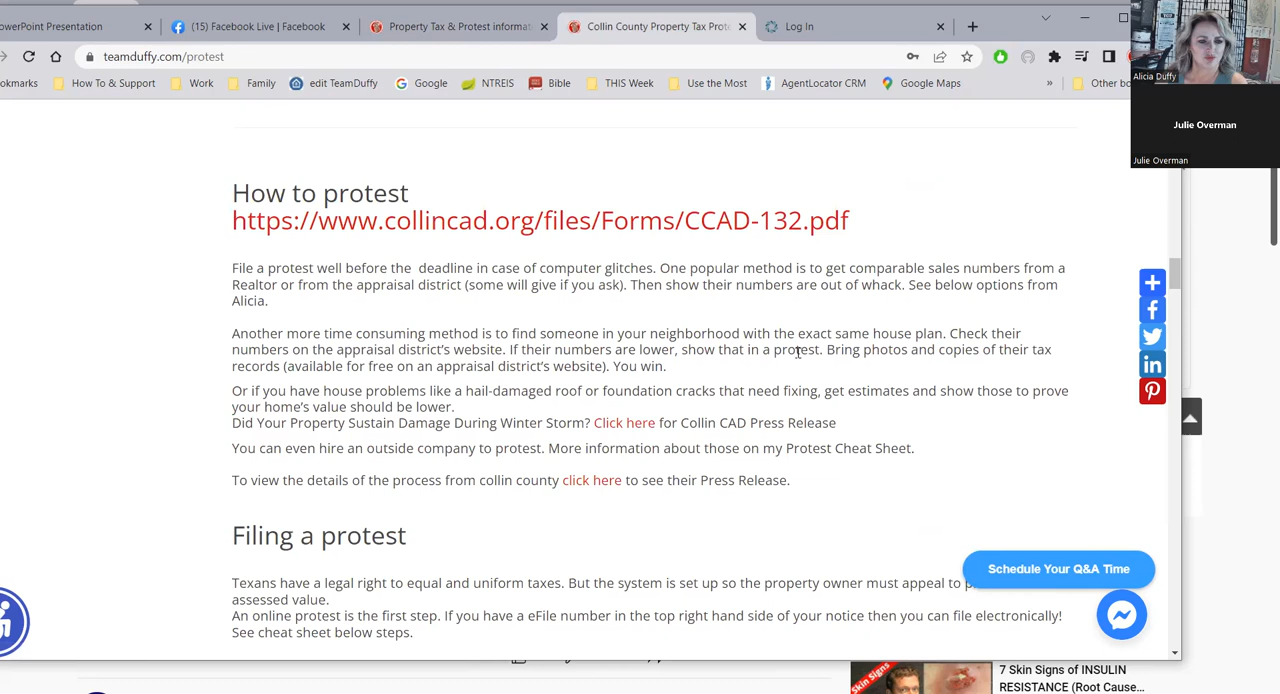 owerPoint Presentation
(15) Facebook Live | Facebook
Property Tax & Protest informat
Collin County Property Tax Prot
Log In
teamduffy.com/protest
okmarks
How To & Support
Work
Family
edit TeamDuffy
Google
NTREIS
Bible
THIS Week
Use the Most
AgentLocator CRM
Google Maps
»
Other bo
Alicia Duffy
Julie Overman
Julie Overman
How to protest
https://www.collincad.org/files/Forms/CCAD-132.pdf
File a protest well before the deadline in case of computer glitches. One popular method is to get comparable sales numbers from a
Realtor or from the appraisal district (some will give if you ask). Then show their numbers are out of whack. See below options from
Alicia.
Another more time consuming method is to find someone in your neighborhood with the exact same house plan. Check their
numbers on the appraisal district's website. If their numbers are lower, show that in a protest. Bring photos and copies of their tax
records (available for free on an appraisal district's website). You win.
Or if you have house problems like a hail-damaged roof or foundation cracks that need fixing, get estimates and show those to prove
your home's value should be lower.
Did Your Property Sustain Damage During Winter Storm? Click here for Collin CAD Press Release
You can even hire an outside company to protest. More information about those on my Protest Cheat Sheet.
To view the details of the process from collin county click here to see their Press Release.
Filing a protest
Schedule Your Q&A Time
Texans have a legal right to equal and uniform taxes. But the system is set up so the property owner must appeal to
assessed value.
An online protest is the first step. If you have a eFile number in the top right hand side of your notice then you can file electronically!
See cheat sheet below steps.
Skin Signs
7 Skin Signs of INSULIN
RESISTANCE (Root Cause...